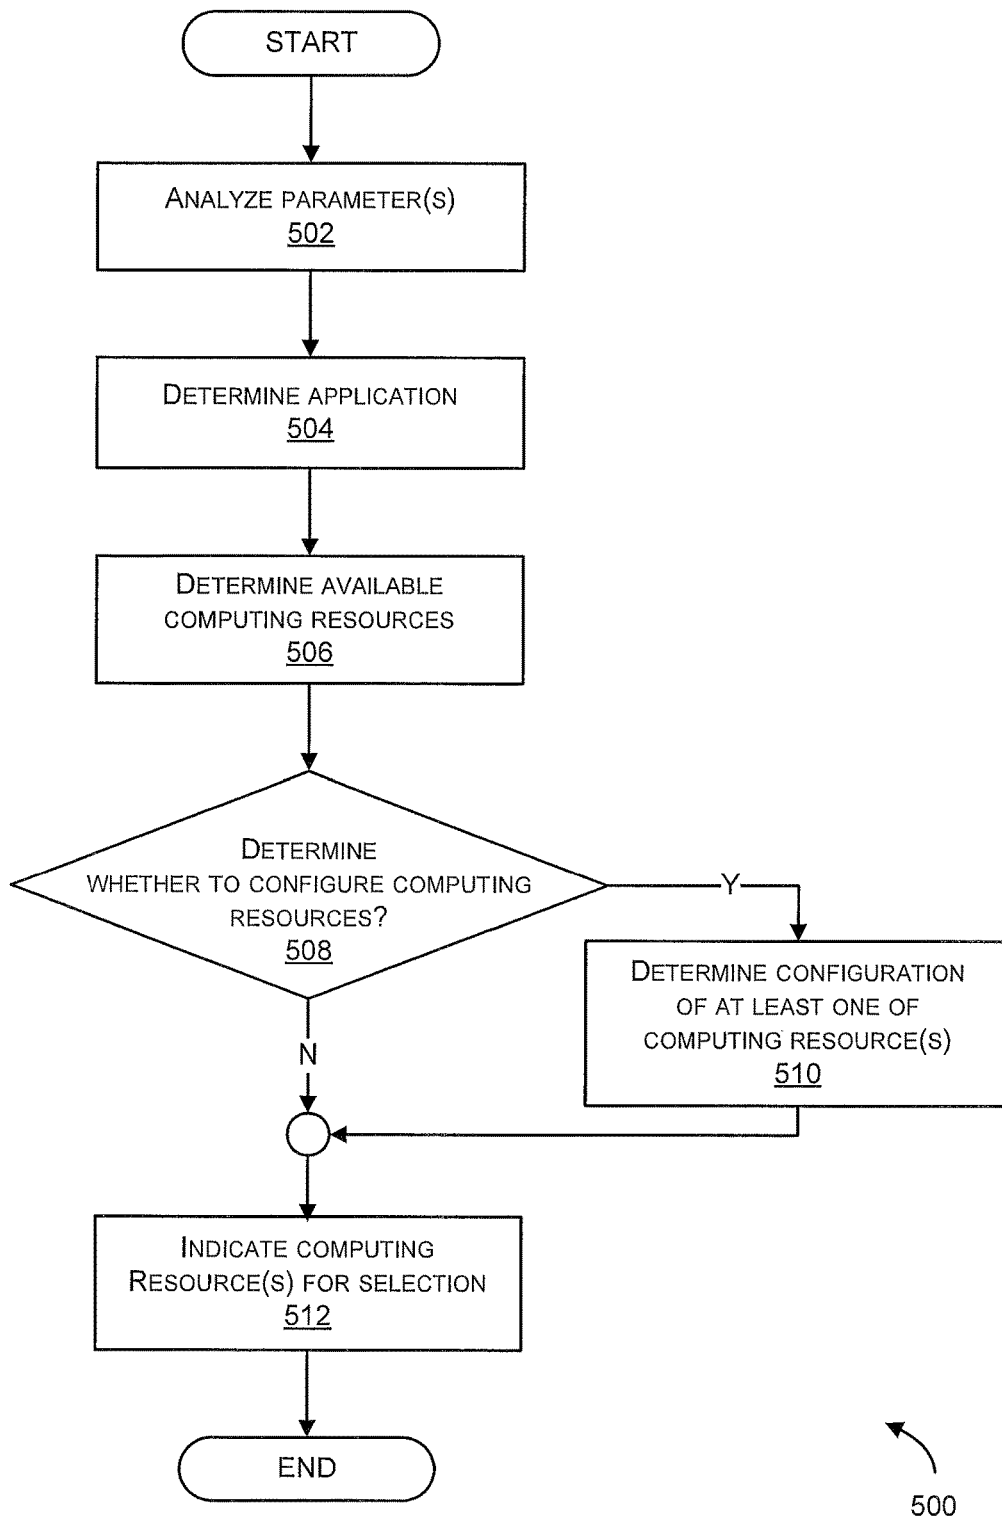 START
ANALYZE PARAMETER(S)
502
DETERMINE APPLICATION
504
DETERMINE AVAILABLE
COMPUTING RESOURCES
506
DETERMINE
WHETHER TO CONFIGURE COMPUTING
RESOURCES?
508
Y
DETERMINE CONFIGURATION
OF AT LEAST ONE OF
COMPUTING RESOURCE(S)
510
N
INDICATE COMPUTING
RESOURCE(S) FOR SELECTION
512
END
500